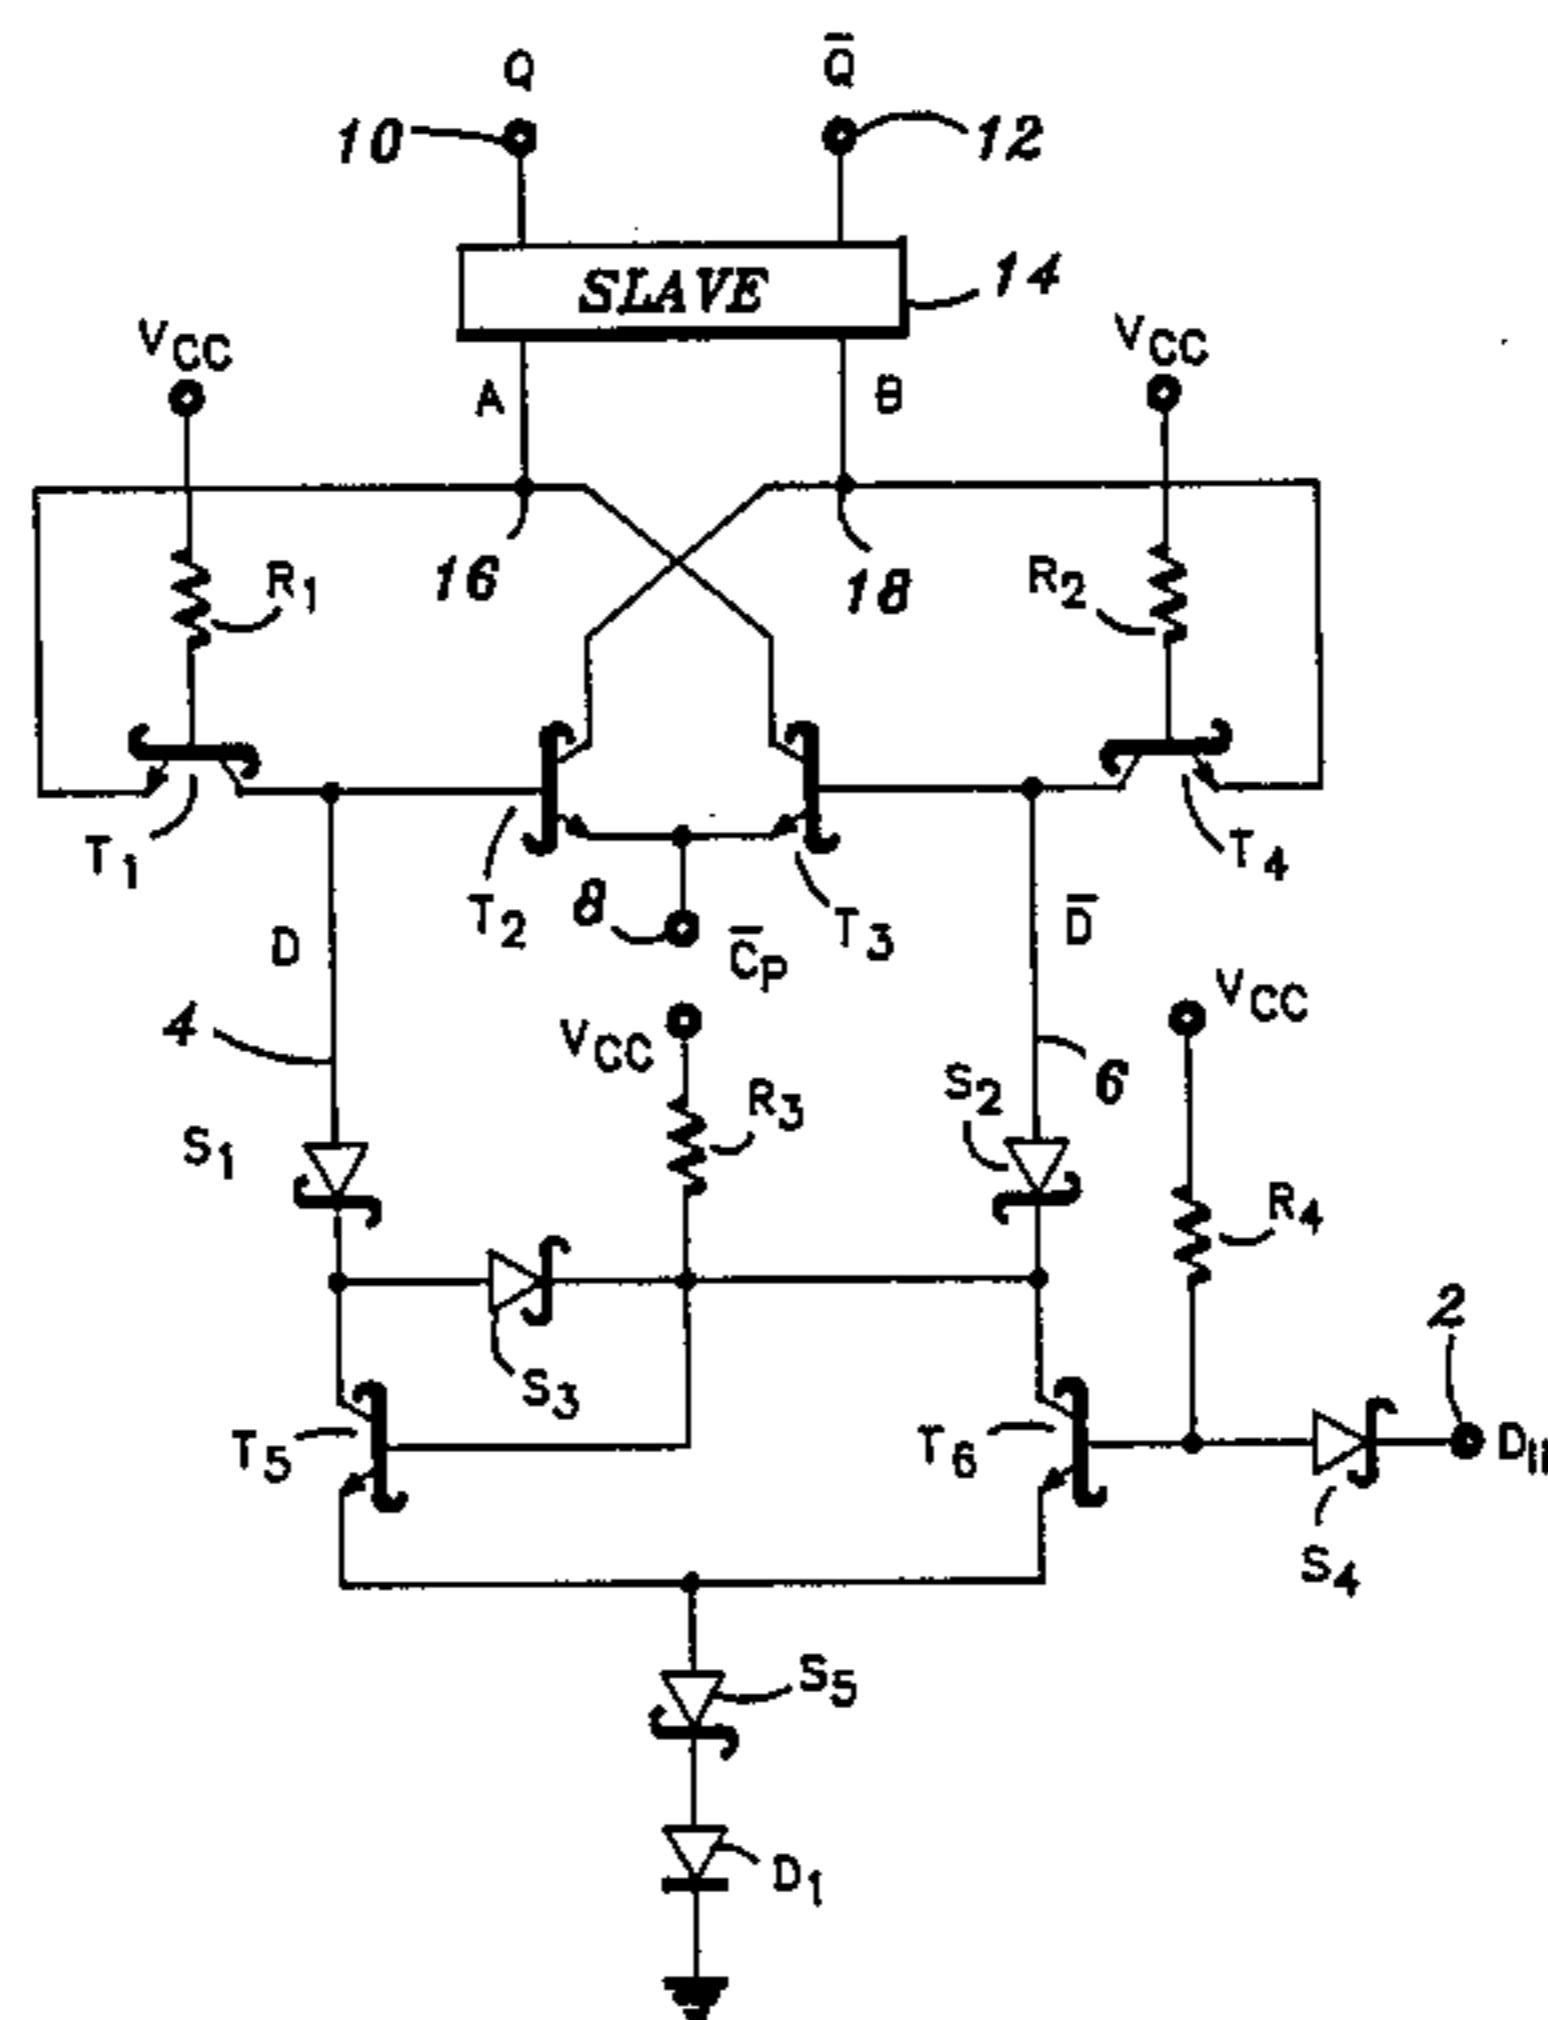 Q Q̅
10 12
SLAVE 14
VCC VCC
A B
R1 16 18 R2
T1 T2 8 C̅P T3 T4
D D̅
4 VCC R3 S2 6 VCC
S1 R4
2
S3 DI
T5 T6
S4
S5
D1